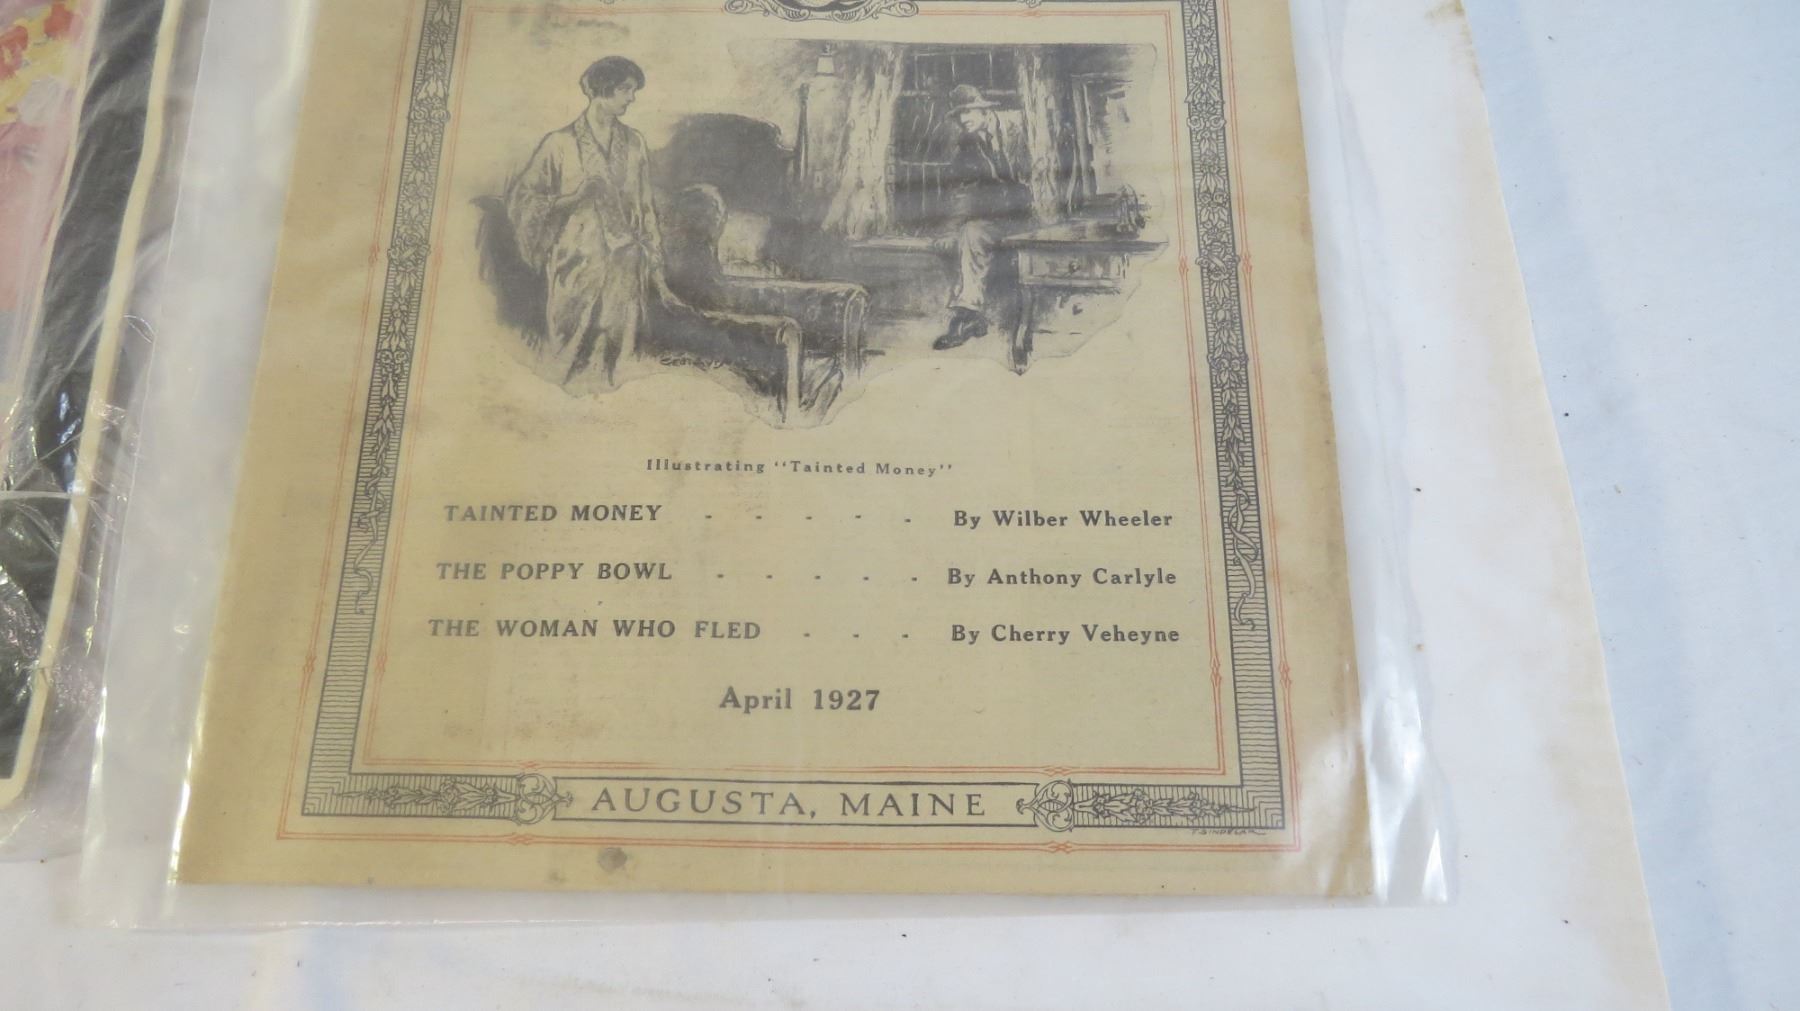 Illustrating "Tainted Money"
TAINTED MONEY - - - - - By Wilber Wheeler
THE POPPY BOWL - - - - - By Anthony Carlyle
THE WOMAN WHO FLED - - - By Cherry Veheyne
April 1927
AUGUSTA, MAINE
T. SINDELAR